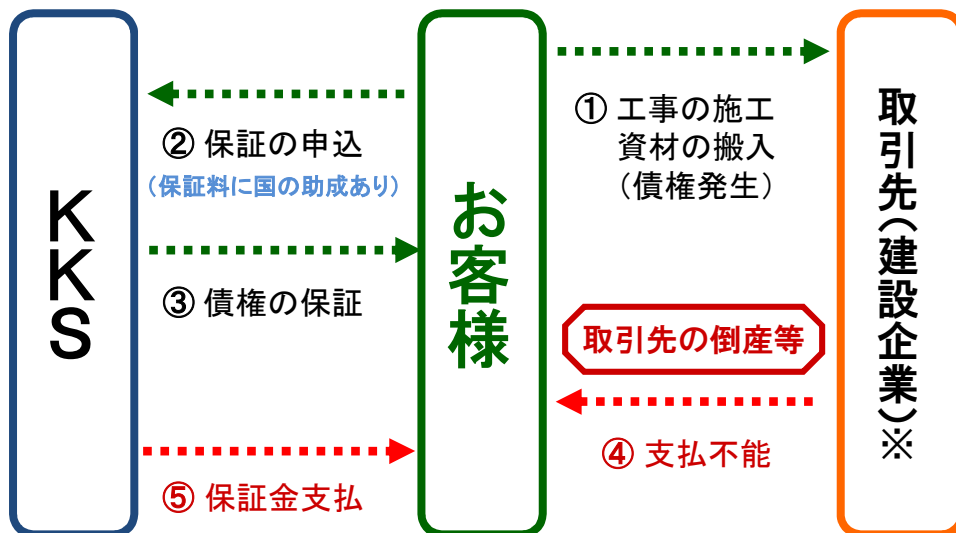 KKS
② 保証の申込
（保証料に国の助成あり）
③ 債権の保証
⑤ 保証金支払
お客様
① 工事の施工
資材の搬入
（債権発生）
取引先の倒産等
④ 支払不能
取引先（建設企業）※